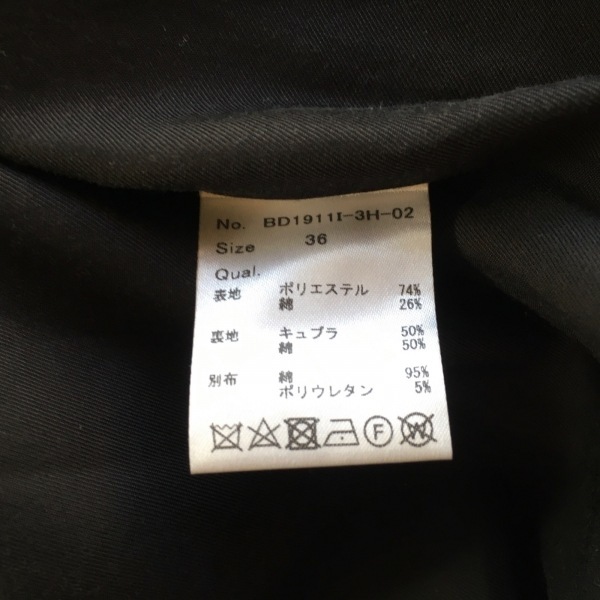 No. BD1911I-3H-02
Size 36
Qual.
表地 ポリエステル 74%
綿 26%
裏地 キュプラ 50%
綿 50%
別布 綿 95%
ポリウレタン 5%
F W